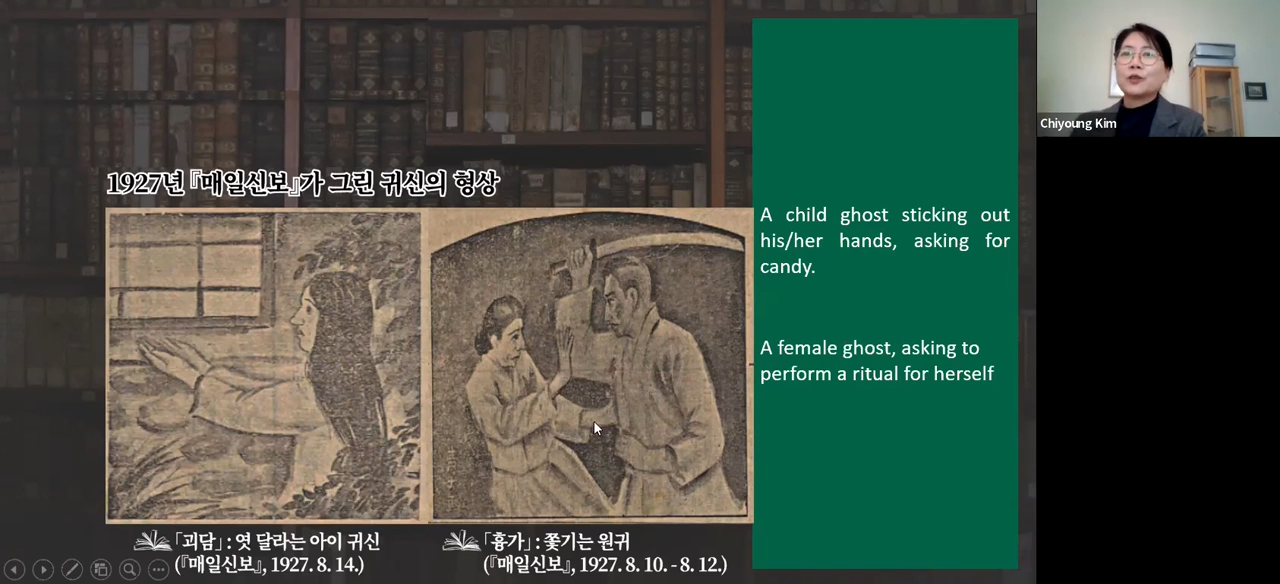 1927년 『매일신보』가 그린 귀신의 형상
「괴담」: 엿 달라는 아이 귀신
(『매일신보』, 1927. 8. 14.)
「흉가」: 쫓기는 원귀
(『매일신보』, 1927. 8. 10. - 8. 12.)
A child ghost sticking out
his/her hands, asking for
candy.
A female ghost, asking to
perform a ritual for herself
Chiyoung Kim